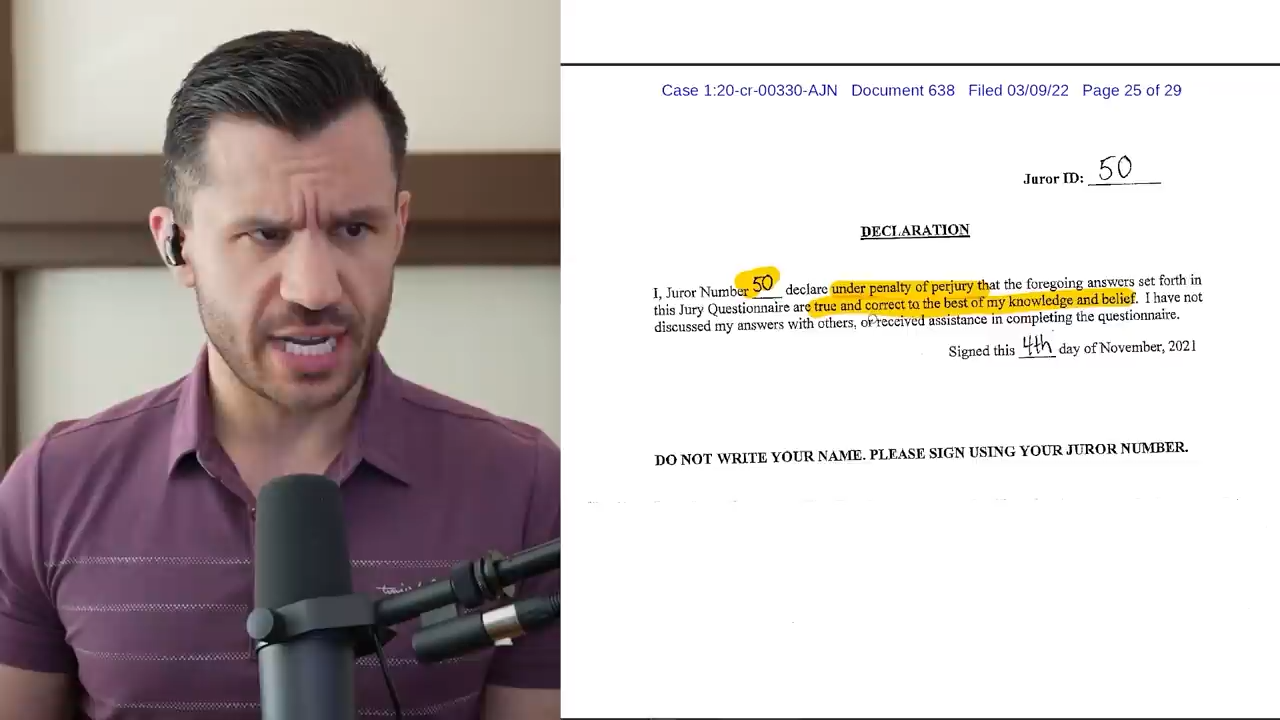 Case 1:20-cr-00330-AJN Document 638 Filed 03/09/22 Page 25 of 29
Juror ID: 50
DECLARATION
I, Juror Number 50 declare under penalty of perjury that the foregoing answers set forth in
this Jury Questionnaire are true and correct to the best of my knowledge and belief. I have not
discussed my answers with others, or received assistance in completing the questionnaire.
Signed this 4th day of November, 2021
DO NOT WRITE YOUR NAME. PLEASE SIGN USING YOUR JUROR NUMBER.